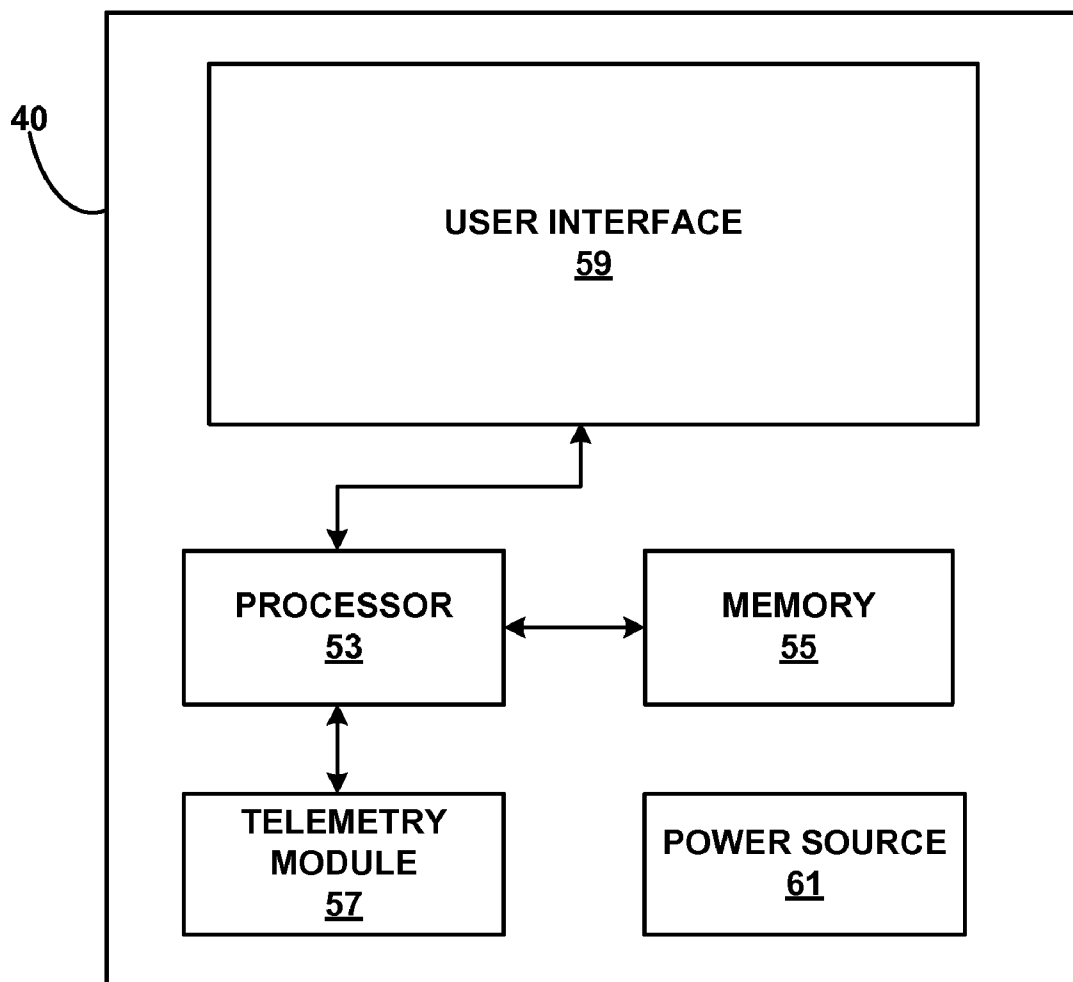 40
USER INTERFACE
59
PROCESSOR
53
MEMORY
55
TELEMETRY
MODULE
57
POWER SOURCE
61